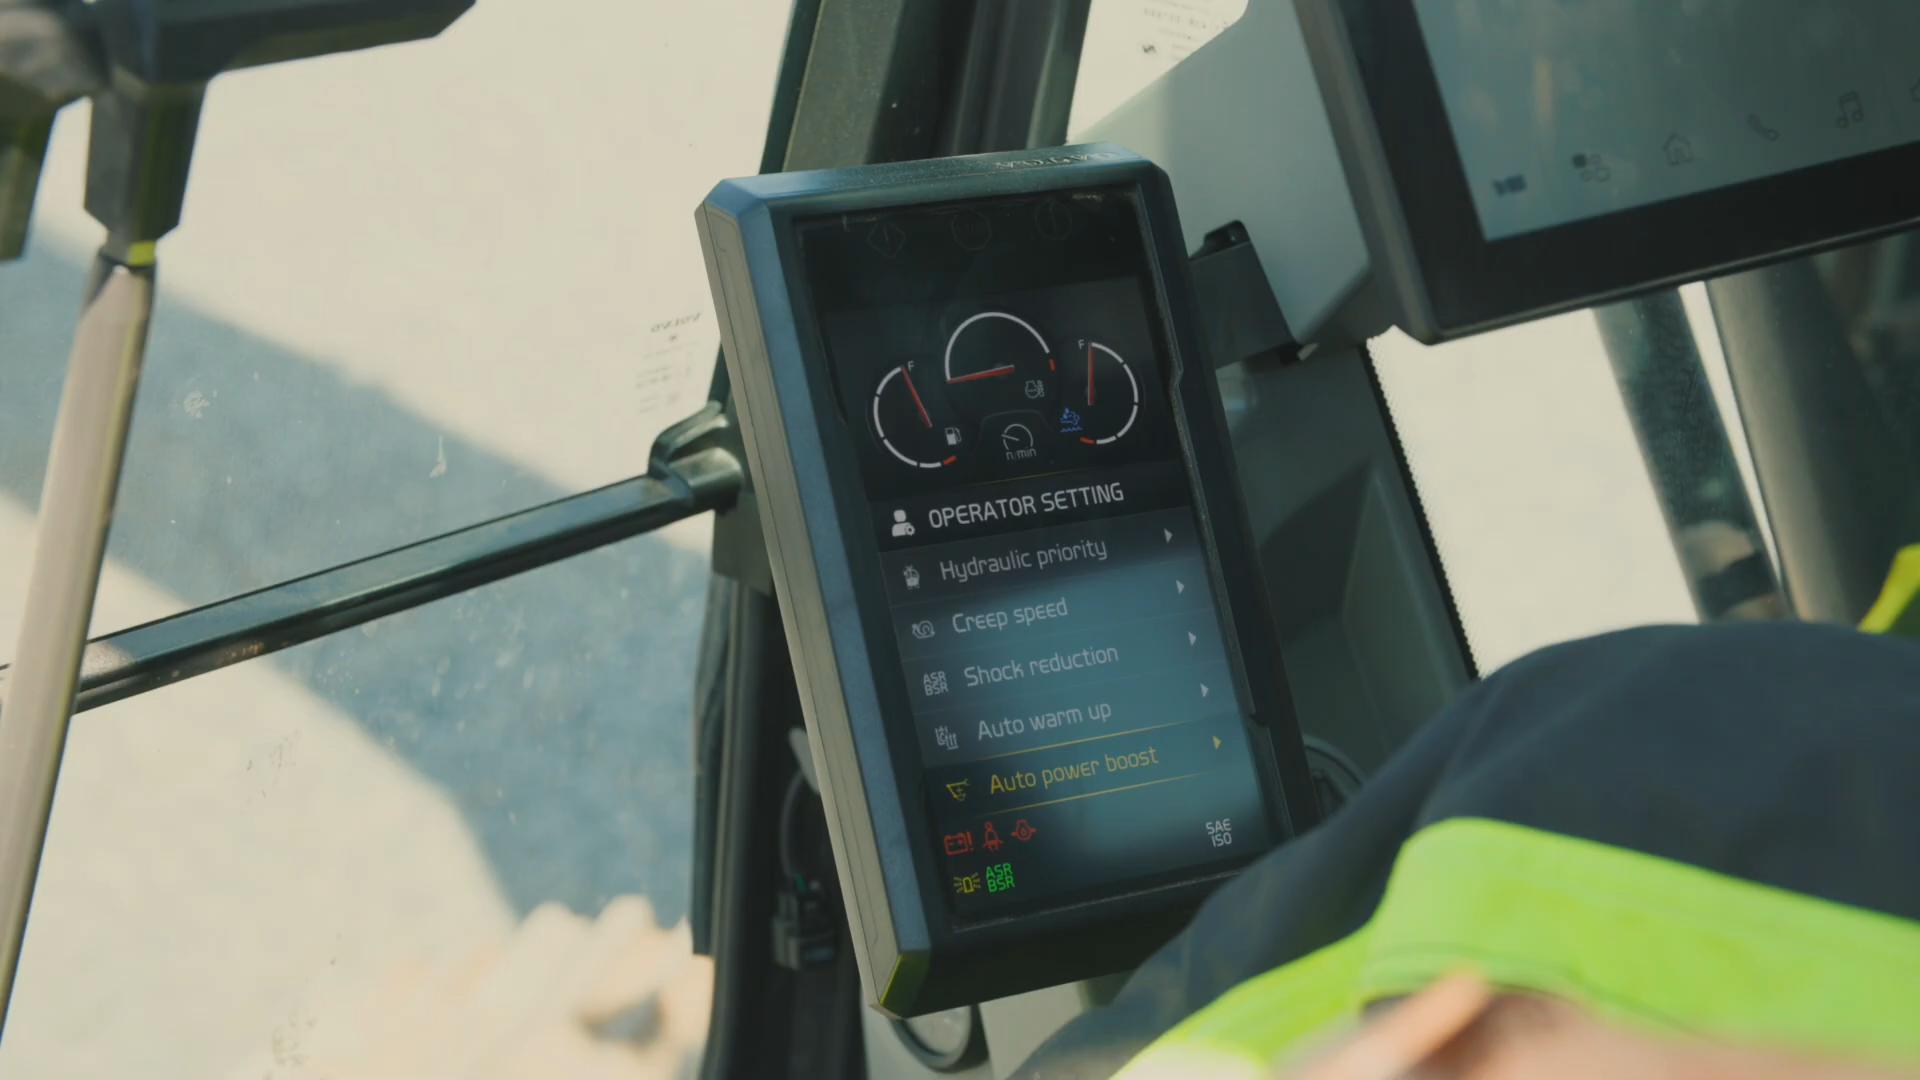 VOLVO
F
F
n/min
OPERATOR SETTING
Hydraulic priority
Creep speed
ASR
BSR
Shock reduction
Auto warm up
Auto power boost
SAE
ISO
ASR
BSR